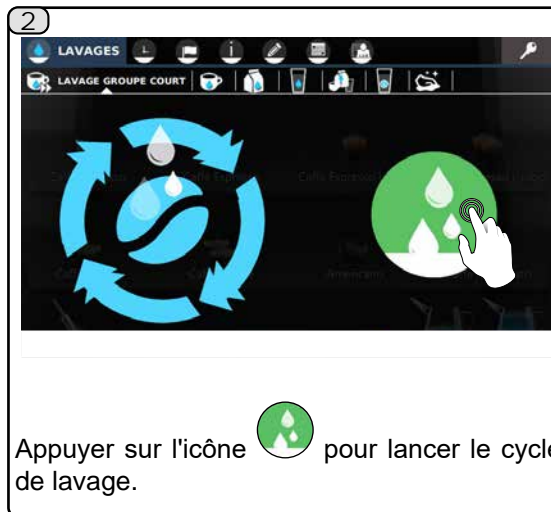 2
LAVAGES
LAVAGE GROUPE COURT
Appuyer sur l'icône pour lancer le cycle
de lavage.